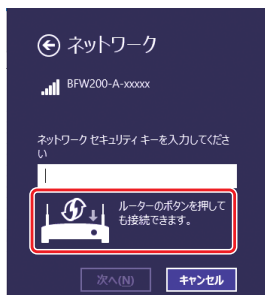 ネットワーク
BFW200-A-xxxxx
ネットワーク セキュリティ キーを入力してくださ
い
ルーターのボタンを押して
も接続できます。
次へ(N)
キャンセル